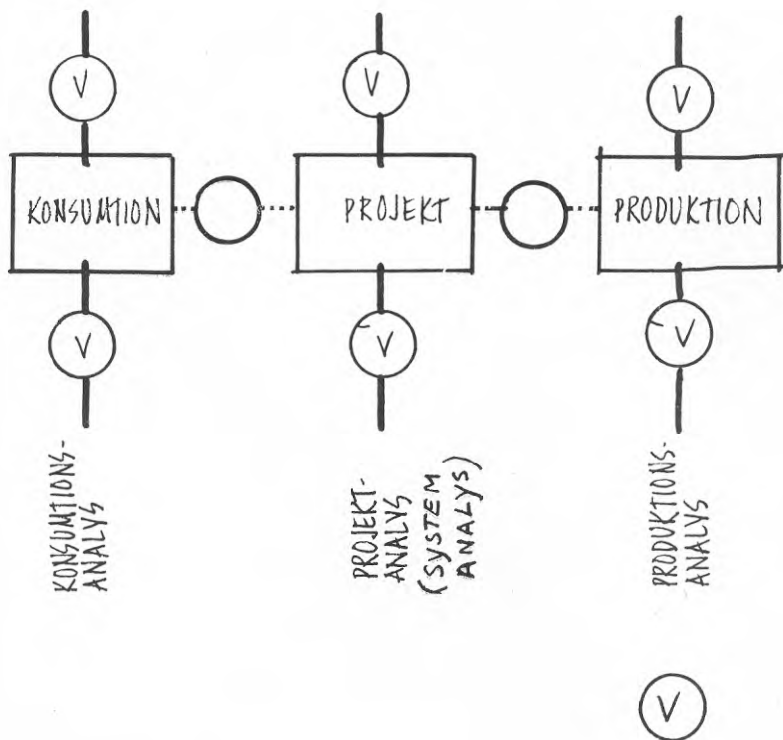 V
V
V
KONSUMTION
PROJEKT
PRODUKTION
V
V
V
KONSUMTIONS-
ANALYS
PROJEKT-
ANALYS
(SYSTEM
ANALYS)
PRODUKTIONS-
ANALYS
V